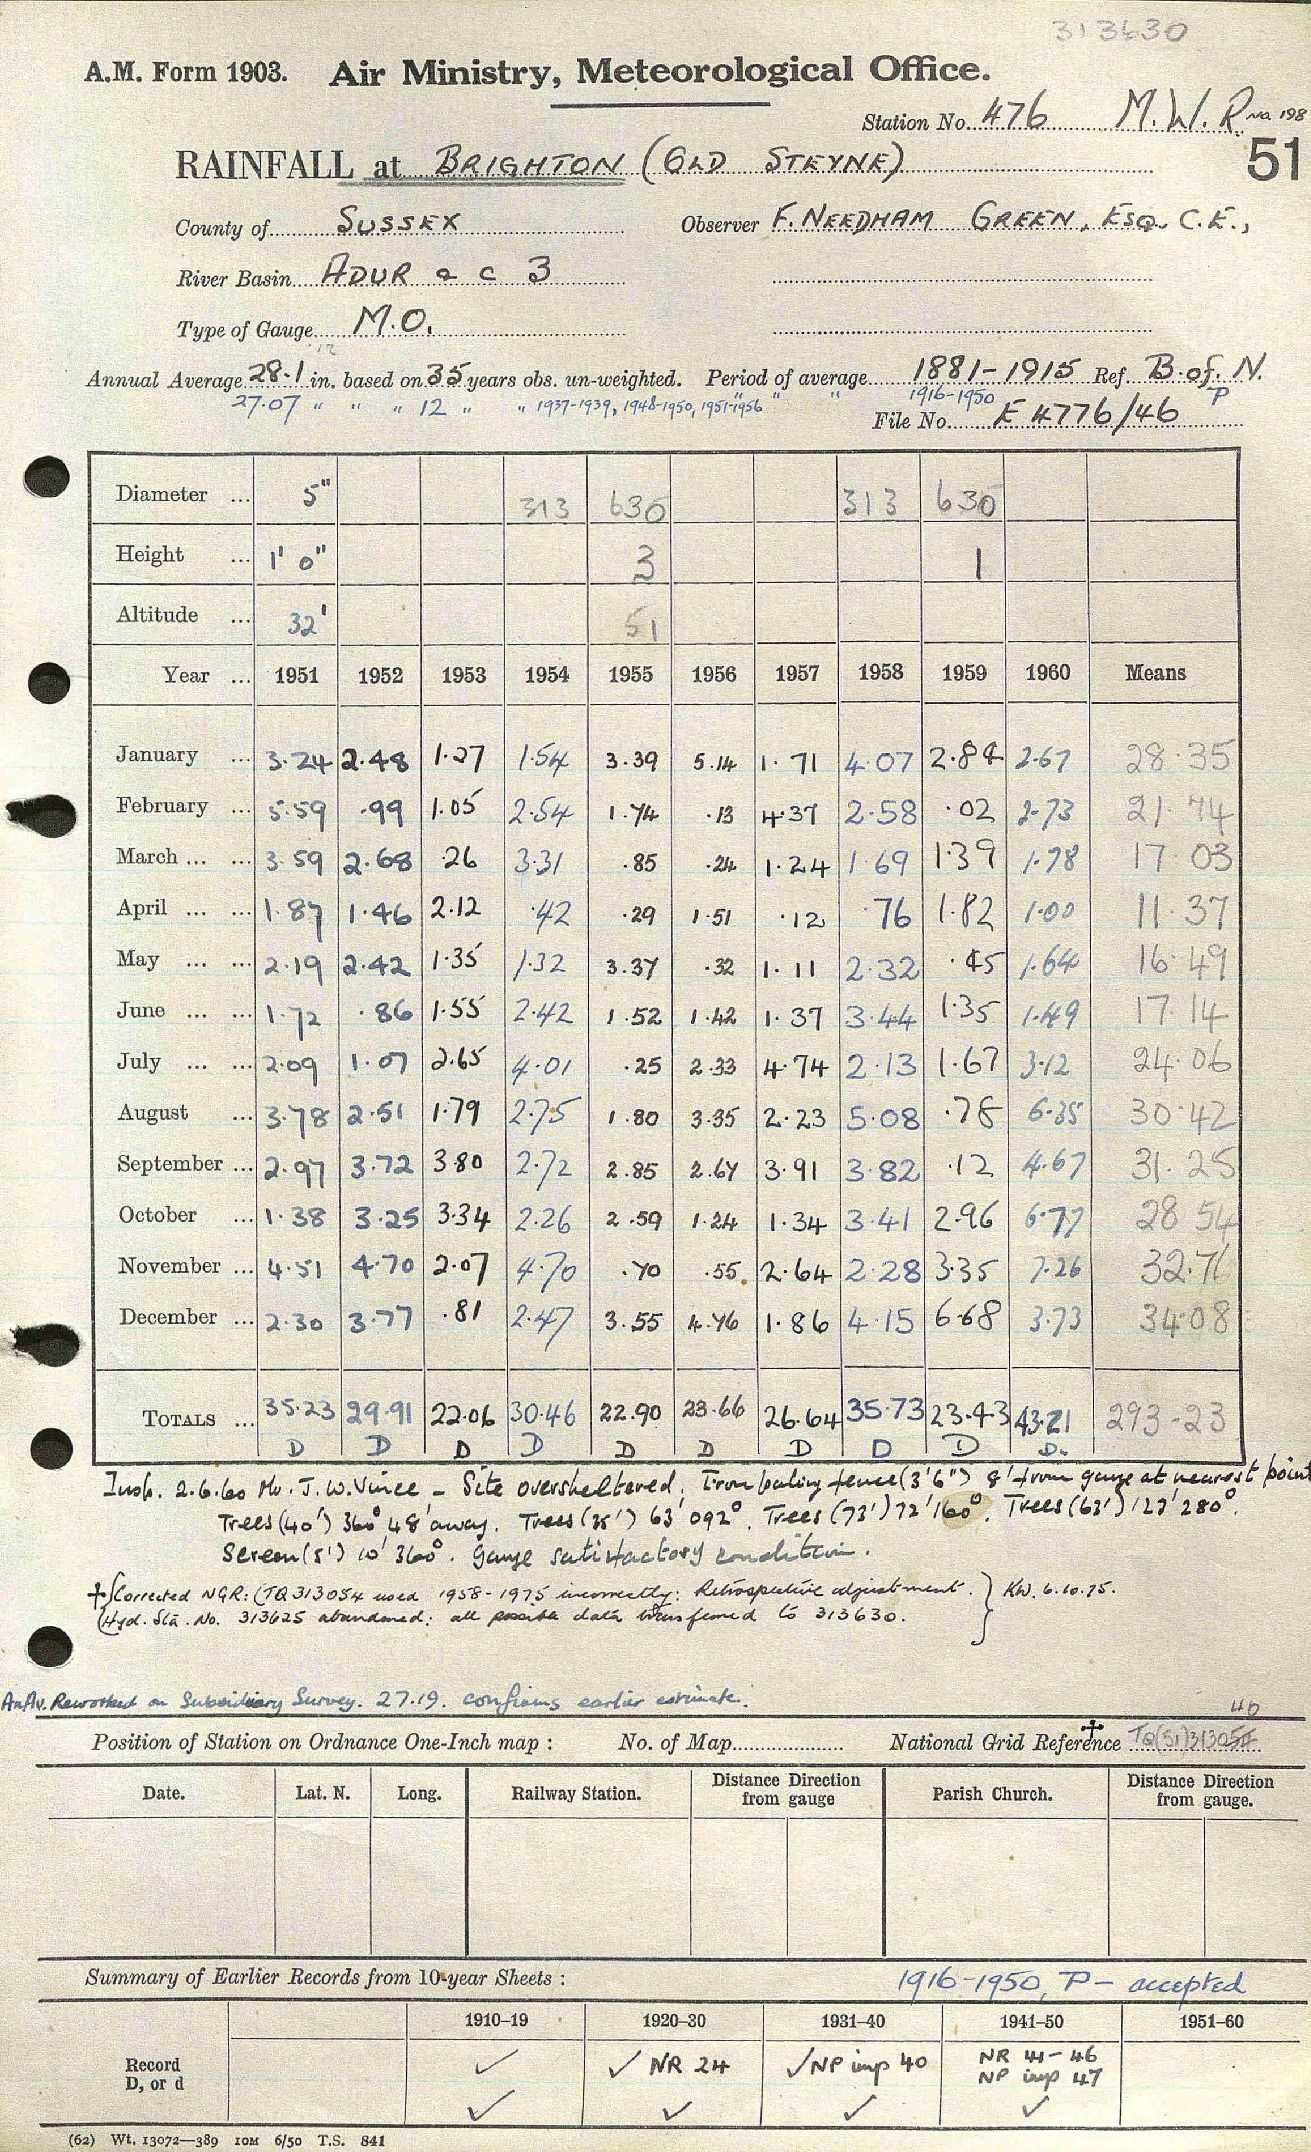 313630
A.M. Form 1903. Air Ministry, Meteorological Office.
Station No. 476 M.W.R. no. 198
RAINFALL at BRIGHTON (OLD STEYNE) 51
County of SUSSEX Observer F. NEEDHAM GREEN, ESQ. C.E.,
River Basin ADUR a c 3
Type of Gauge M.O.
Annual Average 28.1 in. based on 35 years obs. un-weighted. Period of average 1881-1915 Ref. B. of. N.
27.07 " " " 12 " " 1937-1939, 1948-1950, 1951-1956 " " 1916-1950 P
File No. E 4776/46
Diameter ... 5" 313 630 313 630
Height ... 1' 0" 3 1
Altitude ... 32' 51
Year ... 1951 1952 1953 1954 1955 1956 1957 1958 1959 1960 Means
January ... 3.24 2.48 1.27 1.54 3.39 5.14 1.71 4.07 2.84 2.67 28.35
February ... 5.59 .99 1.05 2.54 1.74 .13 4.37 2.58 .02 2.73 21.74
March ... ... 3.59 2.68 .26 3.31 .85 .24 1.24 1.69 1.39 1.78 17.03
April ... ... 1.87 1.46 2.12 .42 .29 1.51 .12 .76 1.82 1.00 11.37
May ... ... 2.19 2.42 1.35 1.32 3.37 .32 1.11 2.32 .45 1.64 16.49
June ... ... 1.72 .86 1.55 2.42 1.52 1.42 1.37 3.44 1.35 1.49 17.14
July ... ... 2.09 1.07 2.65 4.01 .25 2.33 4.74 2.13 1.67 3.12 24.06
August ... 3.78 2.51 1.79 2.75 1.80 3.35 2.23 5.08 .78 6.35 30.42
September ... 2.97 3.72 3.80 2.72 2.85 2.67 3.91 3.82 .12 4.67 31.25
October ... 1.38 3.25 3.34 2.26 2.59 1.24 1.34 3.41 2.96 6.77 28.54
November ... 4.51 4.70 2.07 4.70 .70 .55 2.64 2.28 3.35 7.26 32.76
December ... 2.30 3.77 .81 2.47 3.55 4.76 1.86 4.15 6.68 3.73 34.08
TOTALS ... 35.23 29.91 22.06 30.46 22.90 23.66 26.64 35.73 23.43 43.21 293-23
D D D D D D D D D D.
Insp. 2.6.60 Mr. J. W. Vince - Site oversheltered. Iron paling fence (3'6") 8' from gauge at nearest point
Trees (40') 360° 48' away. Trees (35') 63' 092°. Trees (73') 72' 160°. Trees (63') 123' 280°.
Screen (5') 10' 360°. Gauge satisfactory condition.
† Corrected NGR: (TQ 313054 used 1958-1975 incorrectly: Retrospective adjustment. } KW. 6.10.75.
(Hyd. Sta. No. 313625 abandoned: all possible data transferred to 313630.
An.Av. Reworked on Subsidiary Survey. 27.19. confirms earlier estimate.
Position of Station on Ordnance One-Inch map : No. of Map National Grid Reference † TQ(51)313054 40
Date. Lat. N. Long. Railway Station. Distance Direction from gauge Parish Church. Distance Direction from gauge.
Summary of Earlier Records from 10-year Sheets : 1916-1950, P - accepted
1910-19 1920-30 1931-40 1941-50 1951-60
Record ✓ ✓ NR 24 ✓ NP imp 40 NR 41-46
D, or d NP imp 47
✓ ✓ ✓ ✓
(62) Wt. 13072—389 10M 6/50 T.S. 841